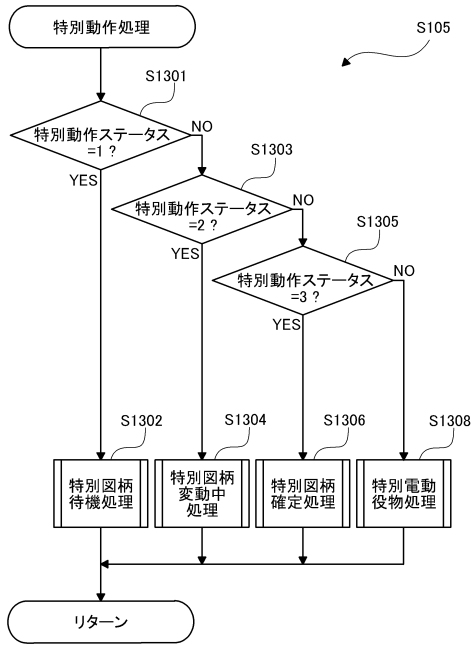 特別動作処理
S105
S1301
特別動作ステータス
=1 ?
NO
YES
S1303
特別動作ステータス
=2 ?
NO
YES
S1305
特別動作ステータス
=3 ?
NO
YES
S1302
特別図柄
待機処理
S1304
特別図柄
変動中
処理
S1306
特別図柄
確定処理
S1308
特別電動
役物処理
リターン